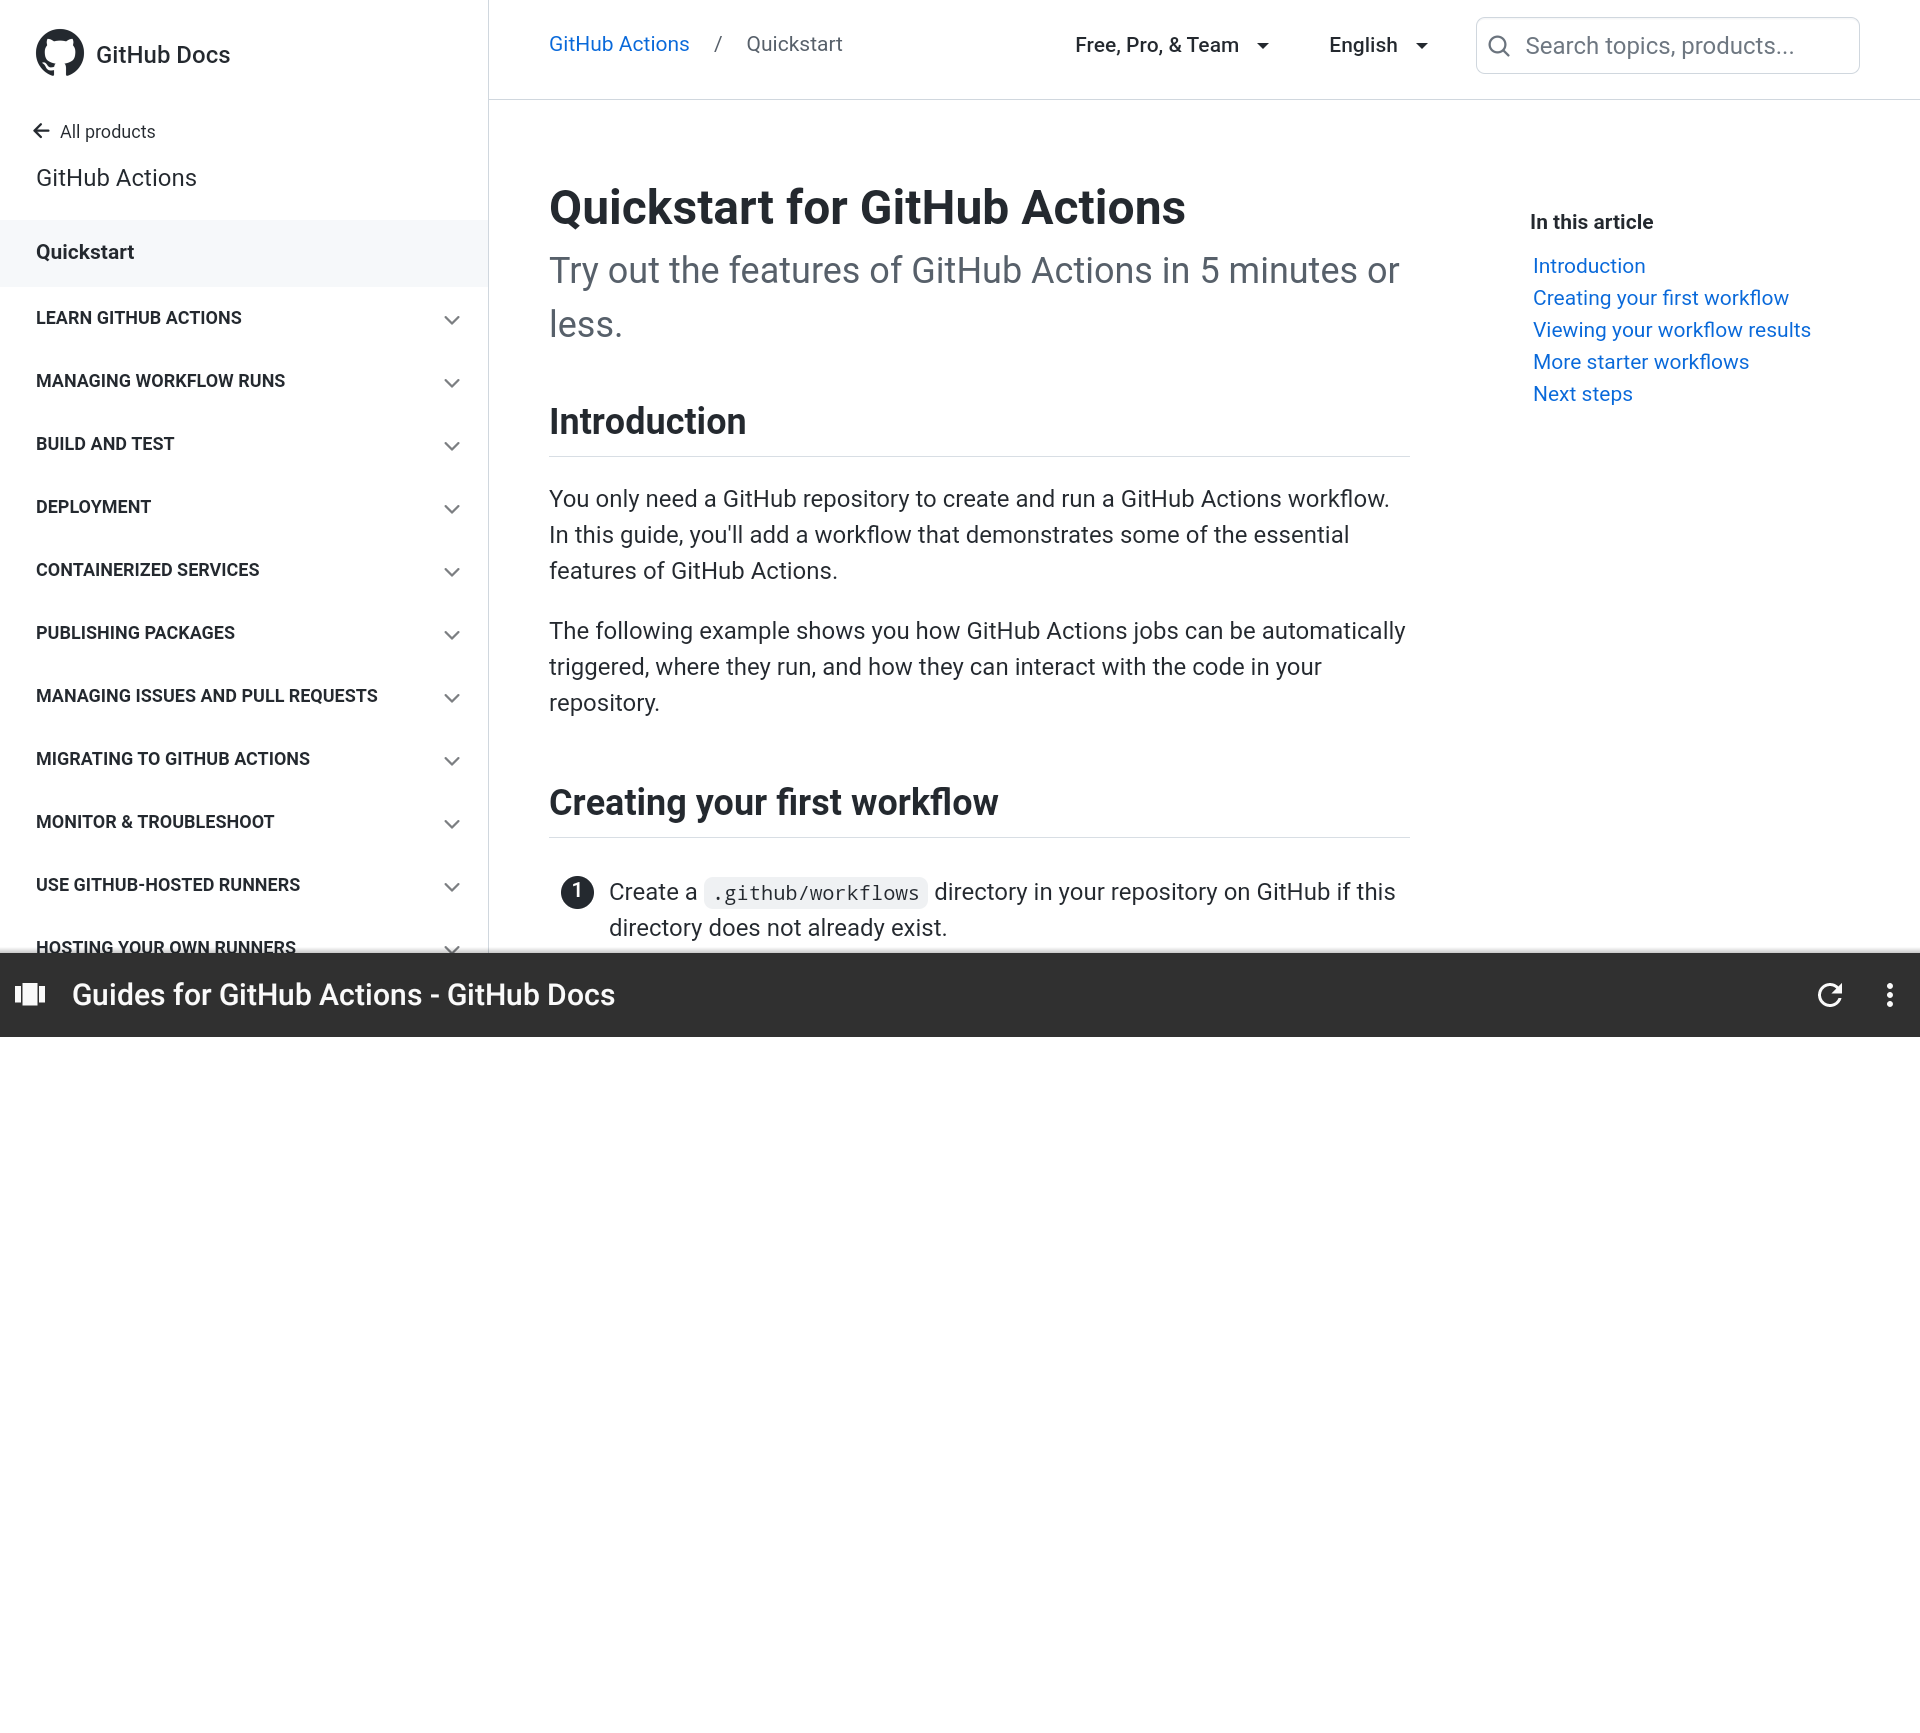 GitHub Docs
All products
GitHub Actions
Quickstart
LEARN GITHUB ACTIONS
MANAGING WORKFLOW RUNS
BUILD AND TEST
DEPLOYMENT
CONTAINERIZED SERVICES
PUBLISHING PACKAGES
MANAGING ISSUES AND PULL REQUESTS
MIGRATING TO GITHUB ACTIONS
MONITOR & TROUBLESHOOT
USE GITHUB-HOSTED RUNNERS
HOSTING YOUR OWN RUNNERS
GitHub Actions / Quickstart
Free, Pro, & Team
English
Search topics, products...
Quickstart for GitHub Actions
Try out the features of GitHub Actions in 5 minutes or
less.
Introduction
You only need a GitHub repository to create and run a GitHub Actions workflow.
In this guide, you'll add a workflow that demonstrates some of the essential
features of GitHub Actions.
The following example shows you how GitHub Actions jobs can be automatically
triggered, where they run, and how they can interact with the code in your
repository.
Creating your first workflow
1 Create a .github/workflows directory in your repository on GitHub if this
directory does not already exist.
In this article
Introduction
Creating your first workflow
Viewing your workflow results
More starter workflows
Next steps
Guides for GitHub Actions - GitHub Docs